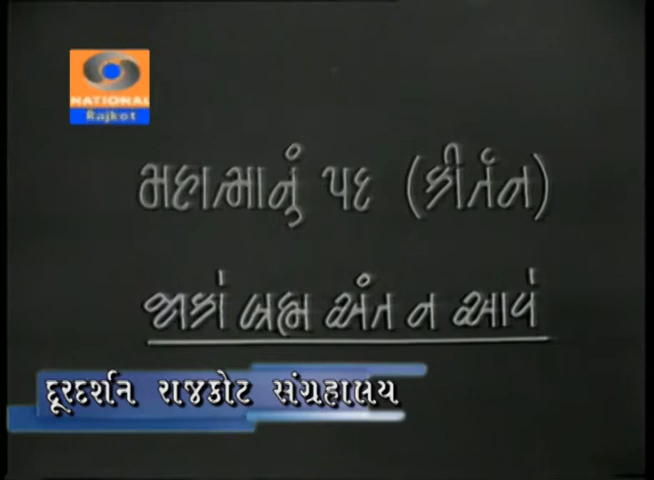 NATIONAL
Rajkot
મહાત્માનું પદ (કીર્તન)
જાકો બ્રહ્મ અંત ન આવે
દૂરદર્શન રાજકોટ સંગ્રહાલય